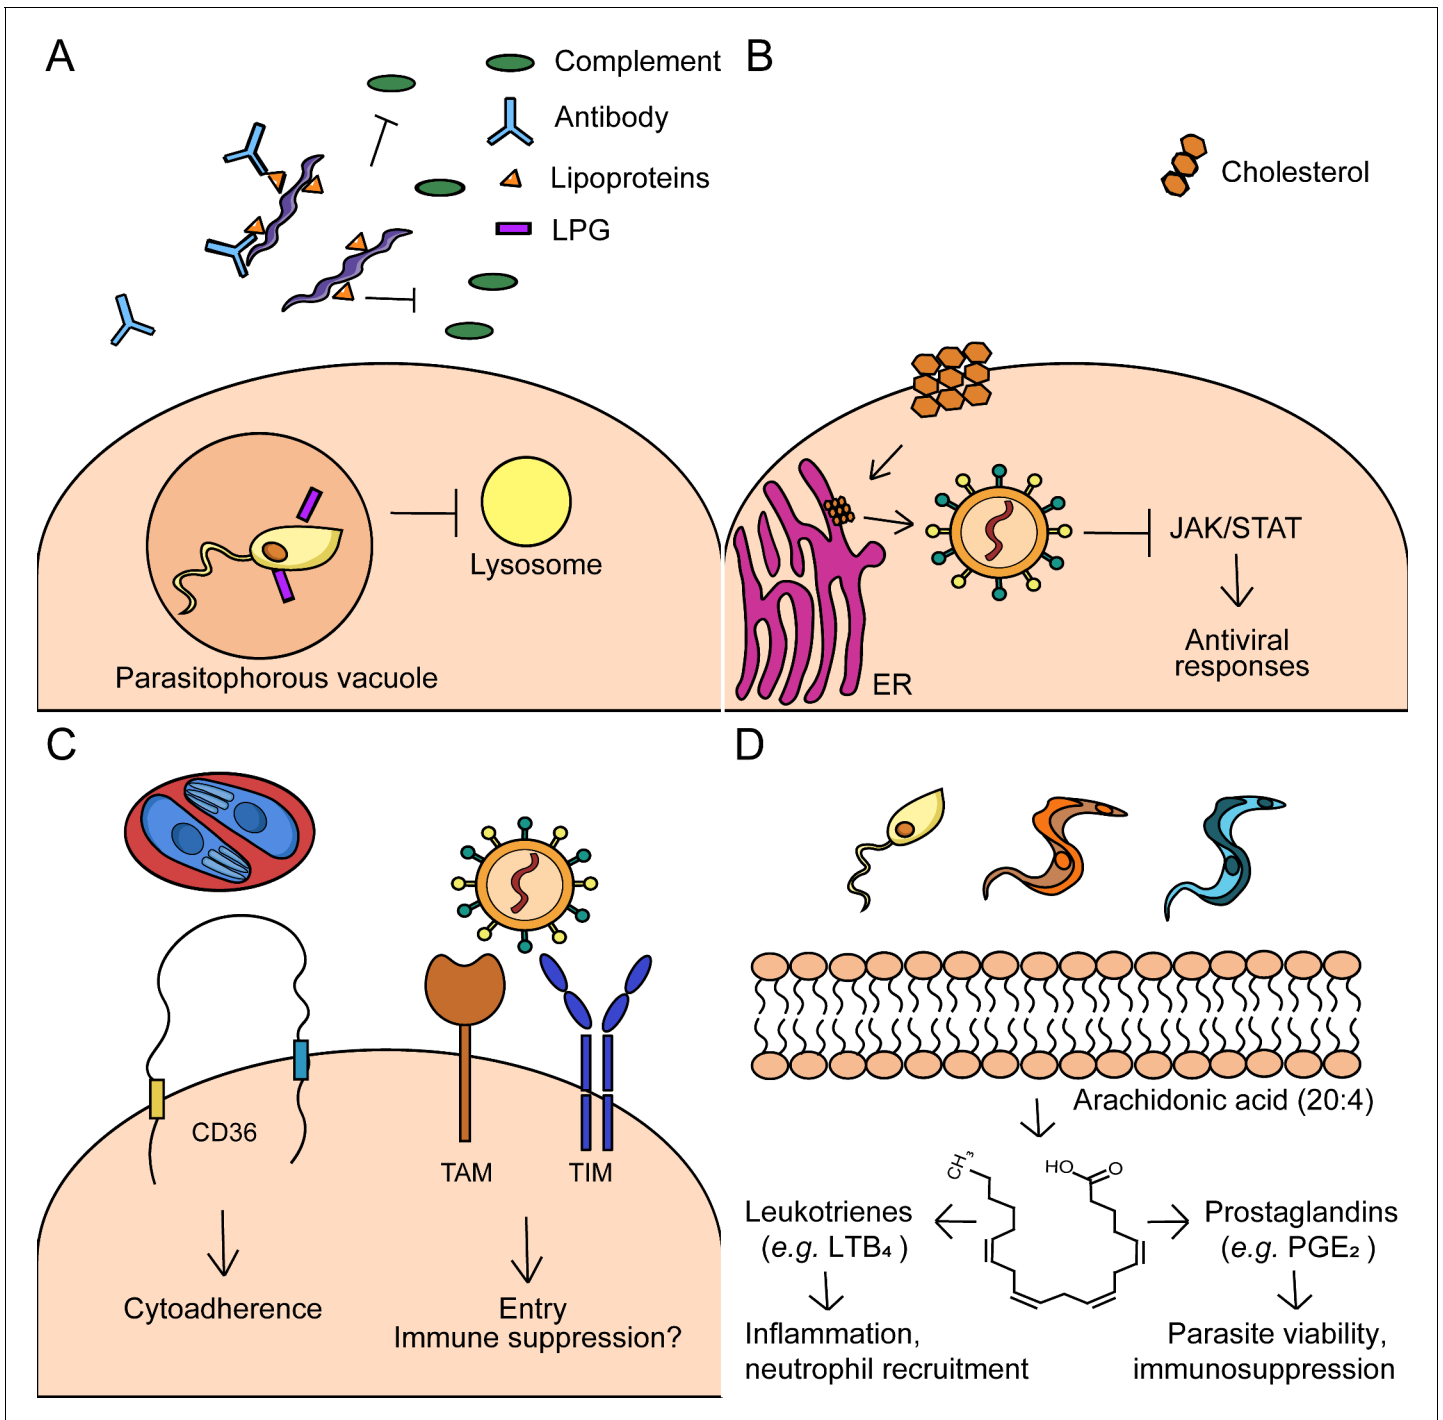 A
Complement
Antibody
Lipoproteins
LPG
Lysosome
Parasitophorous vacuole
B
Cholesterol
JAK/STAT
Antiviral
responses
ER
C
CD36
TAM
TIM
Cytoadherence
Entry
Immune suppression?
D
Arachidonic acid (20:4)
CH₃
HO
O
Leukotrienes
(e.g. LTB₄ )
Inflammation,
neutrophil recruitment
Prostaglandins
(e.g. PGE₂ )
Parasite viability,
immunosuppression